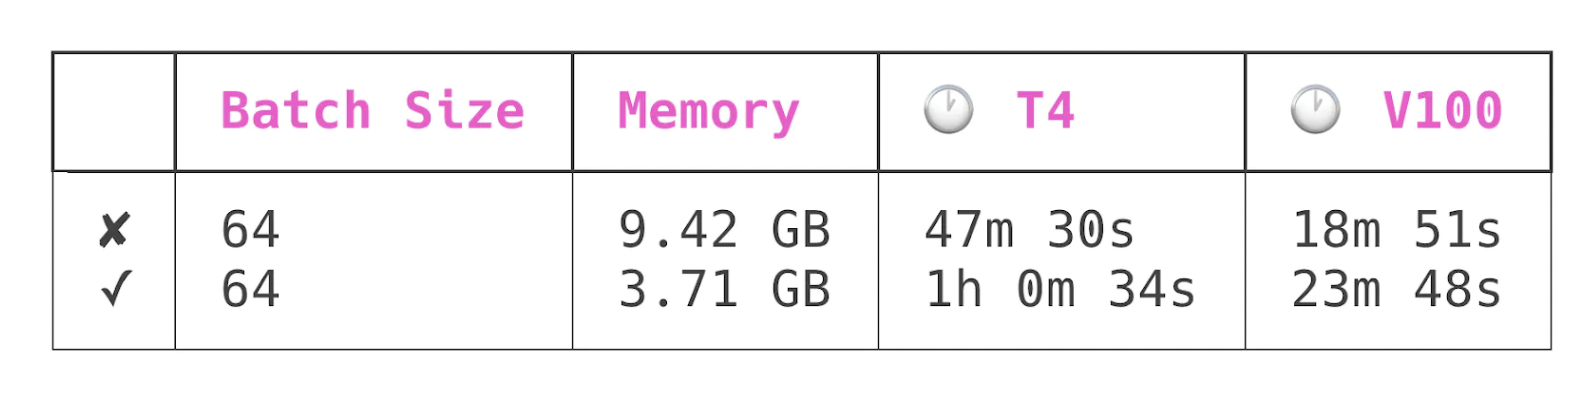 Batch Size Memory 🕐 T4 🕐 V100
✘ 64 9.42 GB 47m 30s 18m 51s
✓ 64 3.71 GB 1h 0m 34s 23m 48s